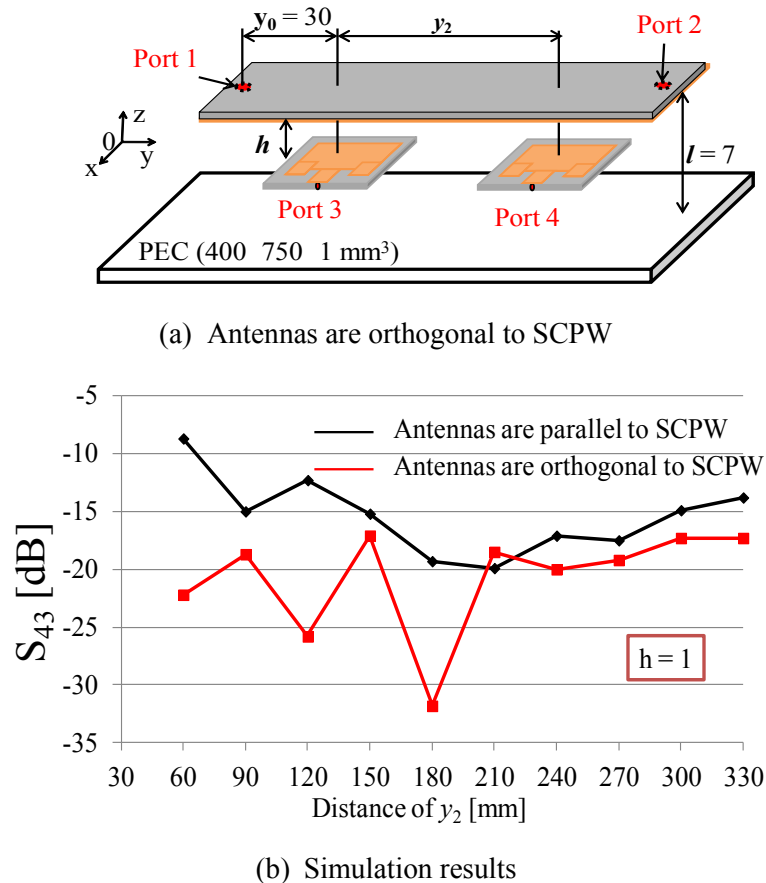 y₀ = 30
y₂
Port 1
Port 2
z
0
y
x
h
l = 7
Port 3
Port 4
PEC (400 750 1 mm³)
(a) Antennas are orthogonal to SCPW
-5
-10
-15
-20
-25
-30
-35
S₄₃ [dB]
Antennas are parallel to SCPW
Antennas are orthogonal to SCPW
h = 1
30 60 90 120 150 180 210 240 270 300 330
Distance of y₂ [mm]
(b) Simulation results